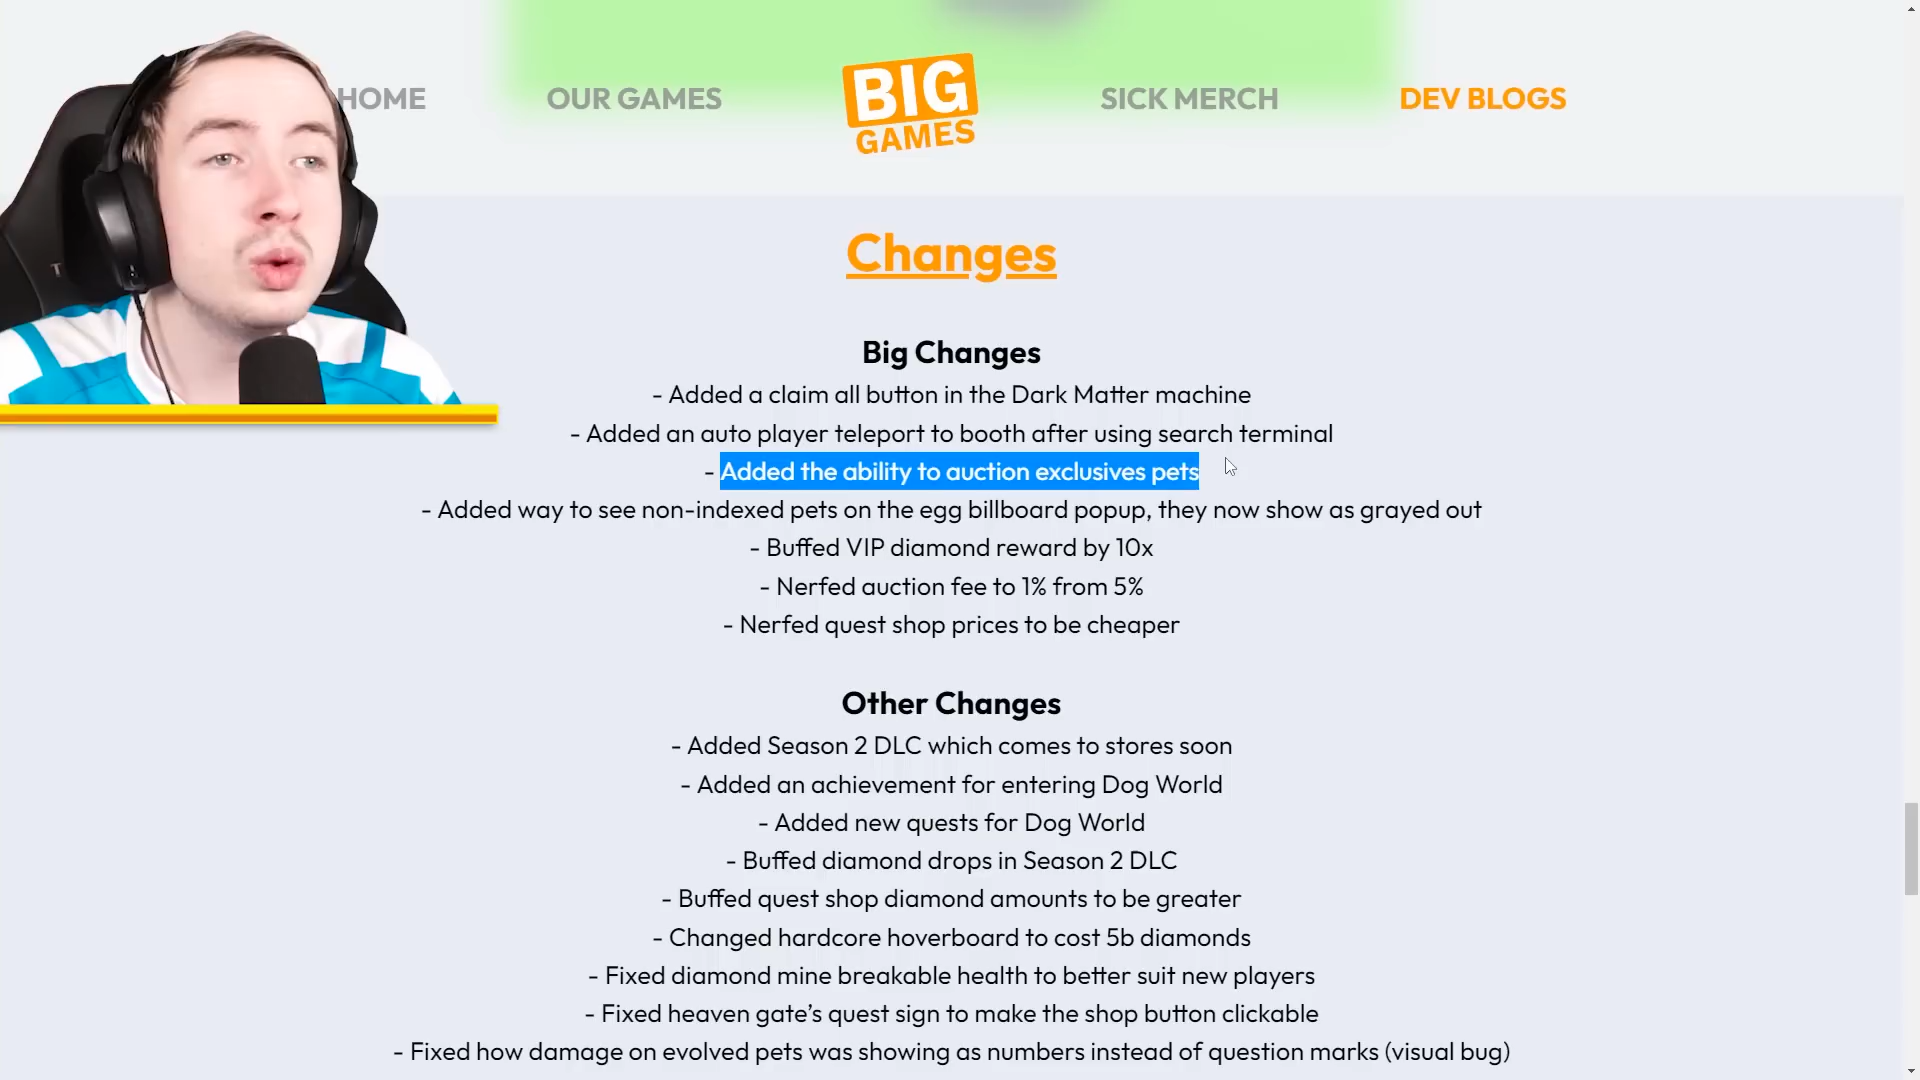 HOME
OUR GAMES
BIG
GAMES
SICK MERCH
DEV BLOGS
Changes
Big Changes
- Added a claim all button in the Dark Matter machine
- Added an auto player teleport to booth after using search terminal
- Added the ability to auction exclusives pets
- Added way to see non-indexed pets on the egg billboard popup, they now show as grayed out
- Buffed VIP diamond reward by 10x
- Nerfed auction fee to 1% from 5%
- Nerfed quest shop prices to be cheaper
Other Changes
- Added Season 2 DLC which comes to stores soon
- Added an achievement for entering Dog World
- Added new quests for Dog World
- Buffed diamond drops in Season 2 DLC
- Buffed quest shop diamond amounts to be greater
- Changed hardcore hoverboard to cost 5b diamonds
- Fixed diamond mine breakable health to better suit new players
- Fixed heaven gate’s quest sign to make the shop button clickable
- Fixed how damage on evolved pets was showing as numbers instead of question marks (visual bug)